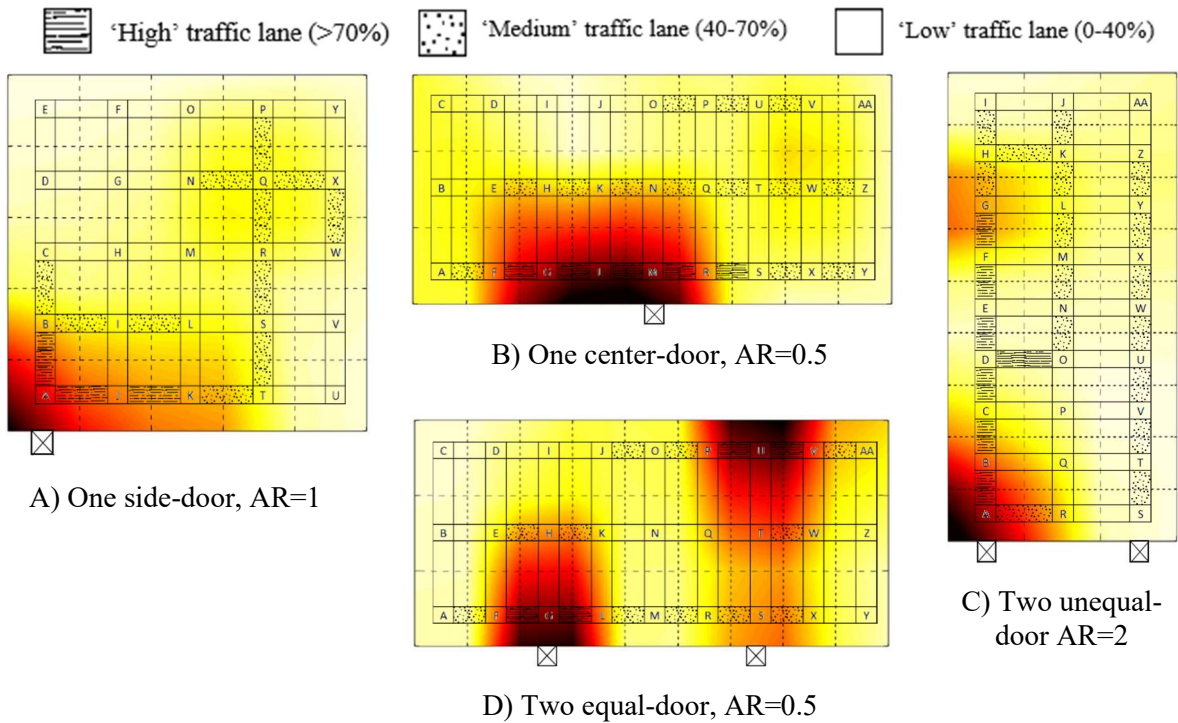 ‘High’ traffic lane (>70%) ‘Medium’ traffic lane (40-70%) ‘Low’ traffic lane (0-40%)
E F O P Y
D G N Q X
C H M R W
B I L S V
A J K T U
A) One side-door, AR=1
C D I J O P U V AA
B E H K N Q T W Z
A F G L M R S X Y
B) One center-door, AR=0.5
C D I J O P U V AA
B E H K N Q T W Z
A F G L M R S X Y
D) Two equal-door, AR=0.5
I J AA
H K Z
G L Y
F M X
E N W
D O U
C P V
B Q T
A R S
C) Two unequal-
door AR=2